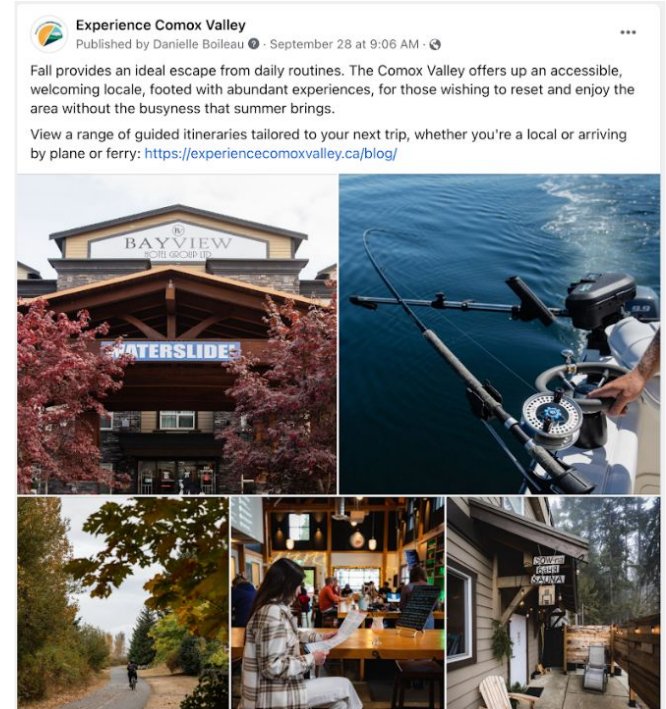 Experience Comox Valley
Published by Danielle Boileau · September 28 at 9:06 AM ·
Fall provides an ideal escape from daily routines. The Comox Valley offers up an accessible,
welcoming locale, footed with abundant experiences, for those wishing to reset and enjoy the
area without the busyness that summer brings.
View a range of guided itineraries tailored to your next trip, whether you're a local or arriving
by plane or ferry: https://experiencecomoxvalley.ca/blog/
BAYVIEW
HOTEL GROUP LTD
WATERSLIDE!
9.9
SAUNA